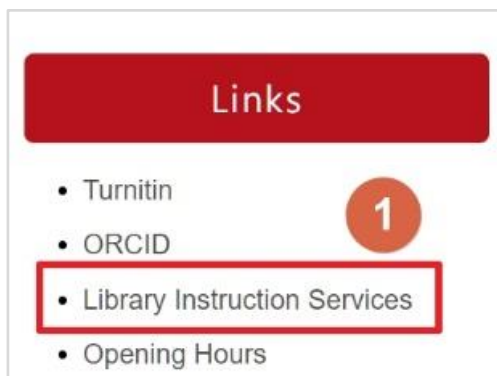 Links
• Turnitin
1
• ORCID
• Library Instruction Services
• Opening Hours